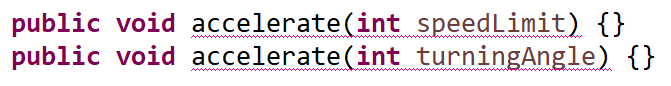 public void accelerate(int speedLimit) {}
public void accelerate(int turningAngle) {}